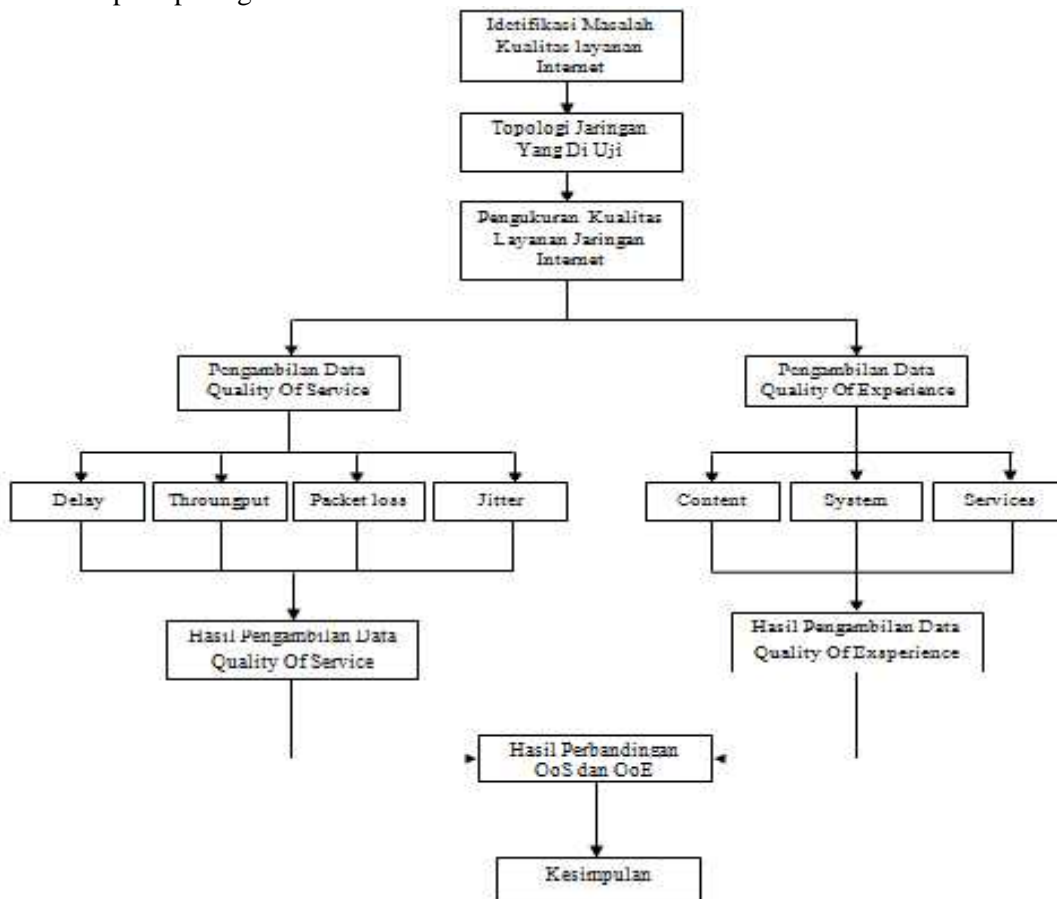 Idetifikasi Masalah
Kualitas layanan
Internet
Topologi Jaringan
Yang Di Uji
Pengukuran Kualitas
Layanan Jaringan
Internet
Pengambilan Data
Quality Of Service
Pengambilan Data
Quality Of Experience
Delay
Throungput
Packet loss
Jitter
Content
System
Services
Hasil Pengambilan Data
Quality Of Service
Hasil Pengambilan Data
Quality Of Exsperience
Hasil Perbandingan
QoS dan QoE
Kesimpulan